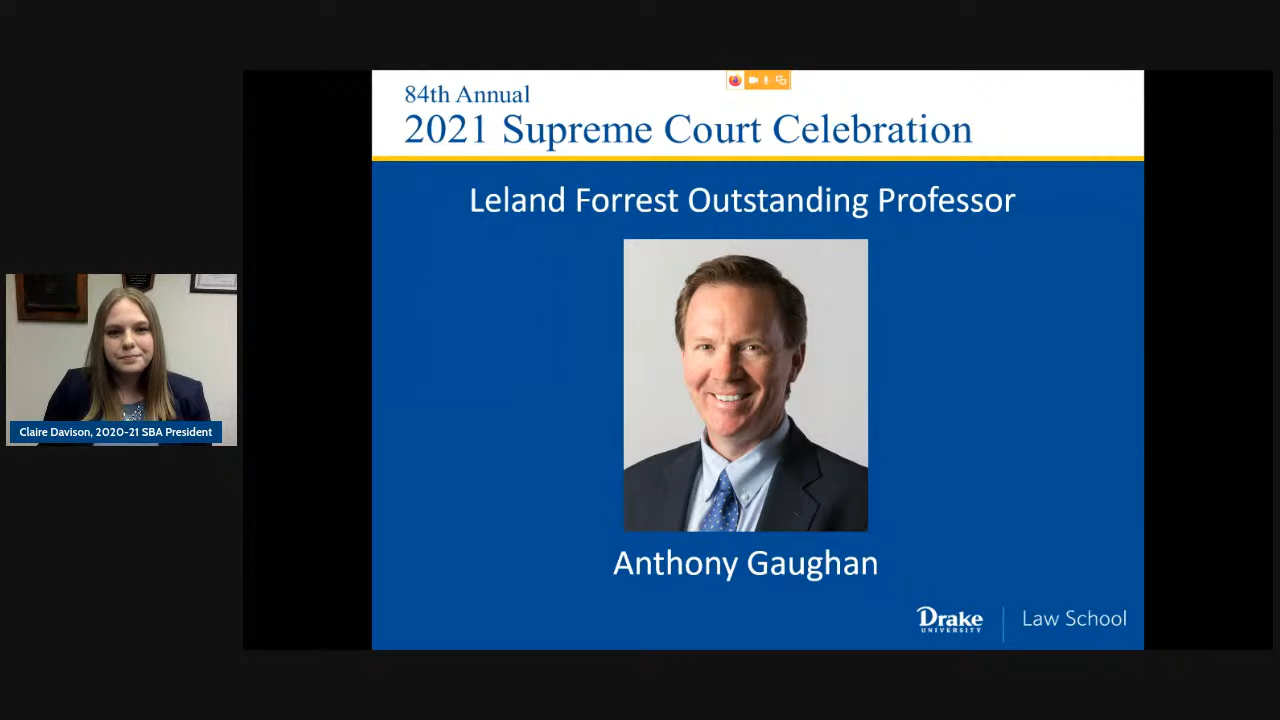 84th Annual
2021 Supreme Court Celebration
Leland Forrest Outstanding Professor
Claire Davison, 2020-21 SBA President
Anthony Gaughan
Drake
UNIVERSITY
Law School